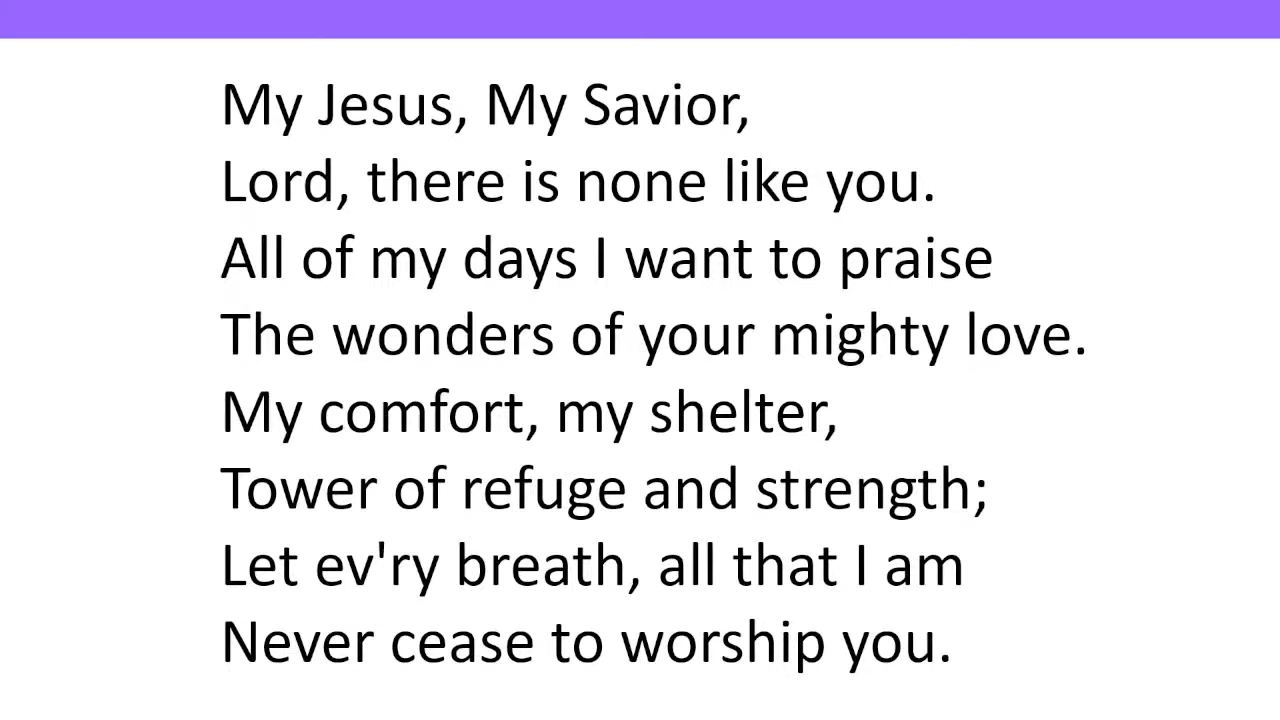 My Jesus, My Savior,
Lord, there is none like you.
All of my days I want to praise
The wonders of your mighty love.
My comfort, my shelter,
Tower of refuge and strength;
Let ev'ry breath, all that I am
Never cease to worship you.